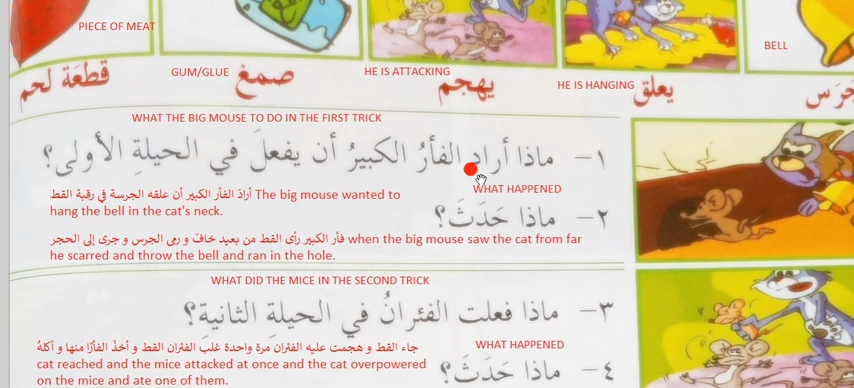 PIECE OF MEAT
BELL
GUM/GLUE
HE IS ATTACKING
HE IS HANGING
جَرَس
يعلق
يهجم
صمغ
قطعَة لحم
WHAT THE BIG MOUSE TO DO IN THE FIRST TRICK
١- ماذا أرادِ الفأرُ الكبيرُ أن يفعلَ في الحيلةِ الأولى؟
أرادَ الفأر الكبير أن علقه الجرسة في رقبة القط The big mouse wanted to
hang the bell in the cat's neck.
WHAT HAPPENED
٢- ماذا حَدَثَ؟
فأر الكبير رأى القط من بعيد خافَ و رمى الجرس و جرى إلى الحجر when the big mouse saw the cat from far
he scarred and throw the bell and ran in the hole.
WHAT DID THE MICE IN THE SECOND TRICK
٣- ماذا فعلت الفئرانُ في الحيلةِ الثانيةِ؟
جاء القط و هجمت عليه الفئران مرة واحدة غلبَ الفئران القط و أخذَ الفأرًا منها و أكلهُ
cat reached and the mice attacked at once and the cat overpowered
on the mice and ate one of them.
WHAT HAPPENED
٤- ماذا حَدَثَ؟